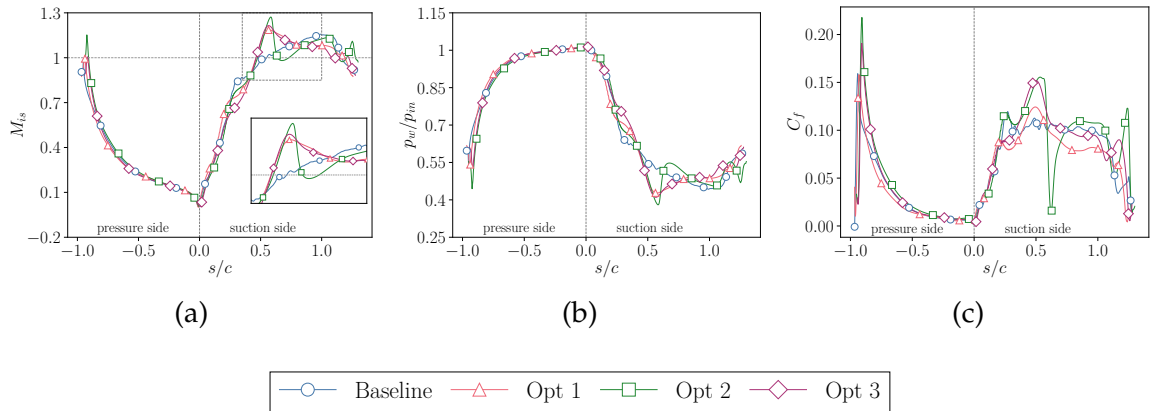 1.3
1
0.7
0.4
0.1
−0.2
M_is
pressure side
suction side
−1.0
−0.5
0.0
0.5
1.0
s/c
(a)
1.15
1
0.85
0.7
0.55
0.4
0.25
p_w/p_in
pressure side
suction side
−1.0
−0.5
0.0
0.5
1.0
s/c
(b)
0.20
0.15
0.10
0.05
0.00
C_f
pressure side
suction side
−1.0
−0.5
0.0
0.5
1.0
s/c
(c)
Baseline
Opt 1
Opt 2
Opt 3